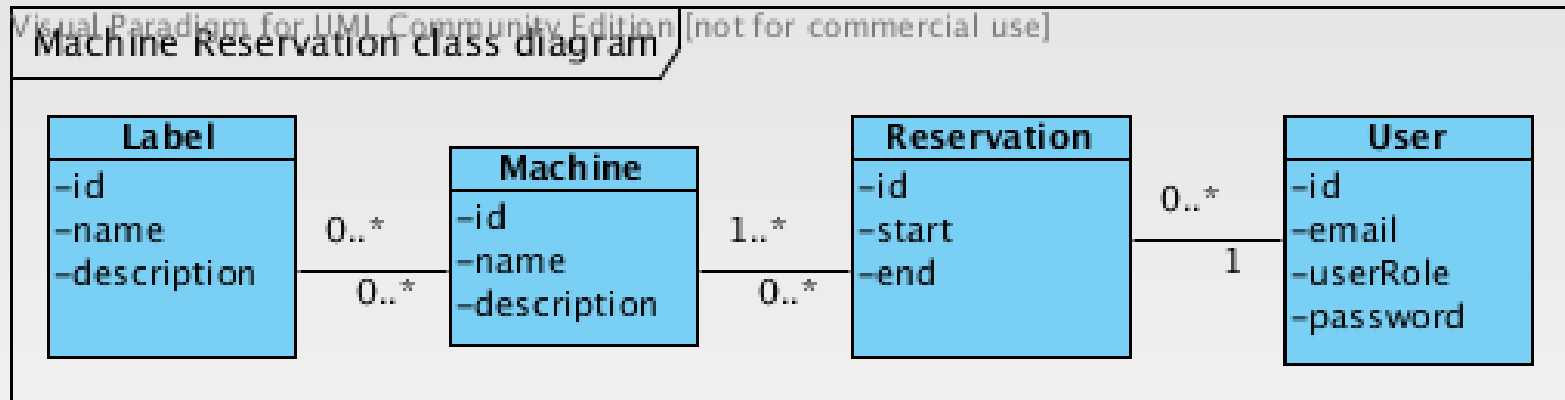 Visual Paradigm for UML Community Edition [not for commercial use]
Machine Reservation class diagram
Label
-id
-name
-description
0..*
0..*
Machine
-id
-name
-description
1..*
0..*
Reservation
-id
-start
-end
0..*
1
User
-id
-email
-userRole
-password